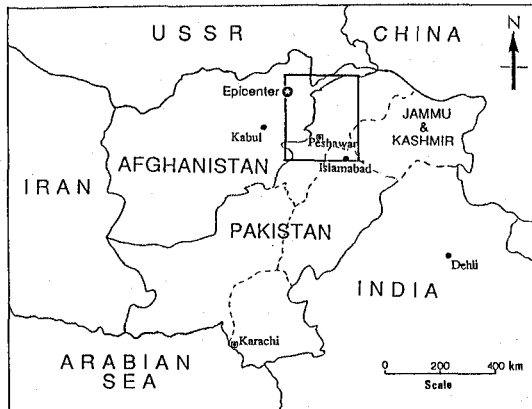 USSR
CHINA
N
Epicenter
JAMMU
&
KASHMIR
Kabul
Peshawar
AFGHANISTAN
Islamabad
IRAN
PAKISTAN
Dehli
INDIA
Karachi
ARABIAN
SEA
0 200 400 km
Scale